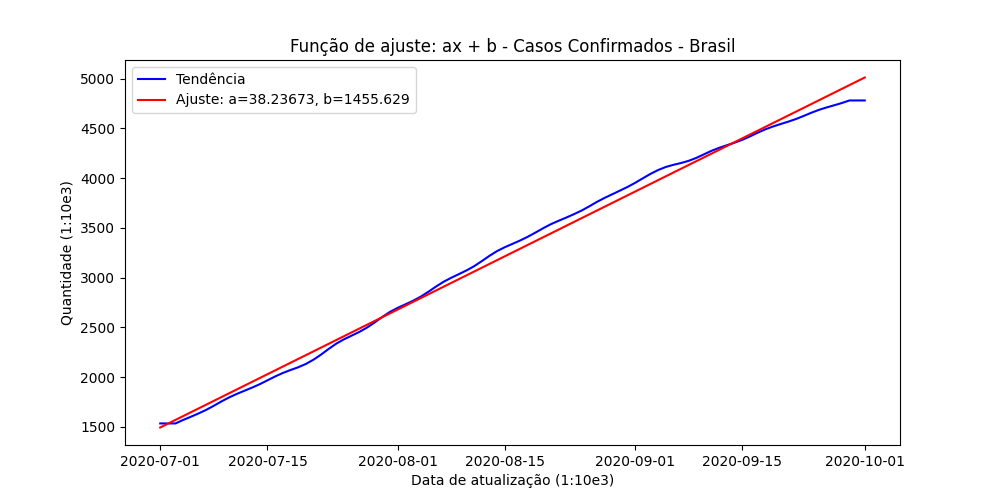 Função de ajuste: ax + b - Casos Confirmados - Brasil
Tendência
Ajuste: a=38.23673, b=1455.629
Quantidade (1:10e3)
5000
4500
4000
3500
3000
2500
2000
1500
2020-07-01 2020-07-15 2020-08-01 2020-08-15 2020-09-01 2020-09-15 2020-10-01
Data de atualização (1:10e3)